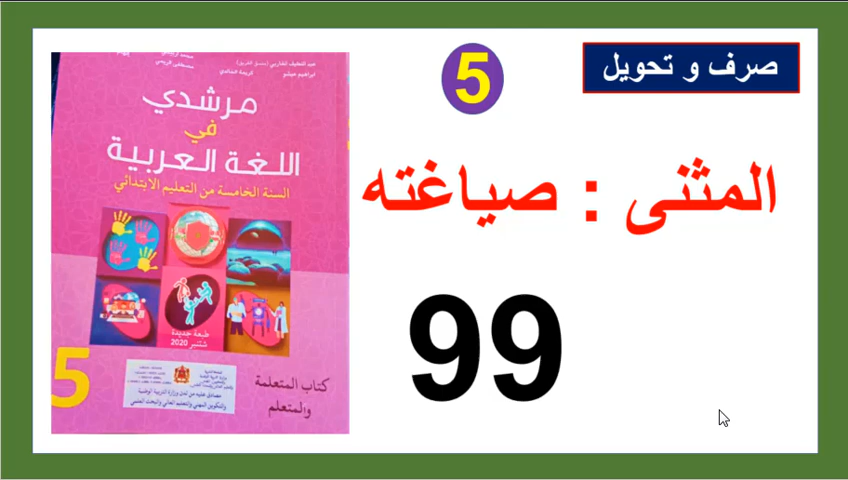 صرف و تحويل
5
المثنى : صياغته
99
مرشدي
في
اللغة العربية
السنة الخامسة من التعليم الابتدائي
طبعة جديدة
شتنبر 2020
5
كتاب المتعلمة
والمتعلم